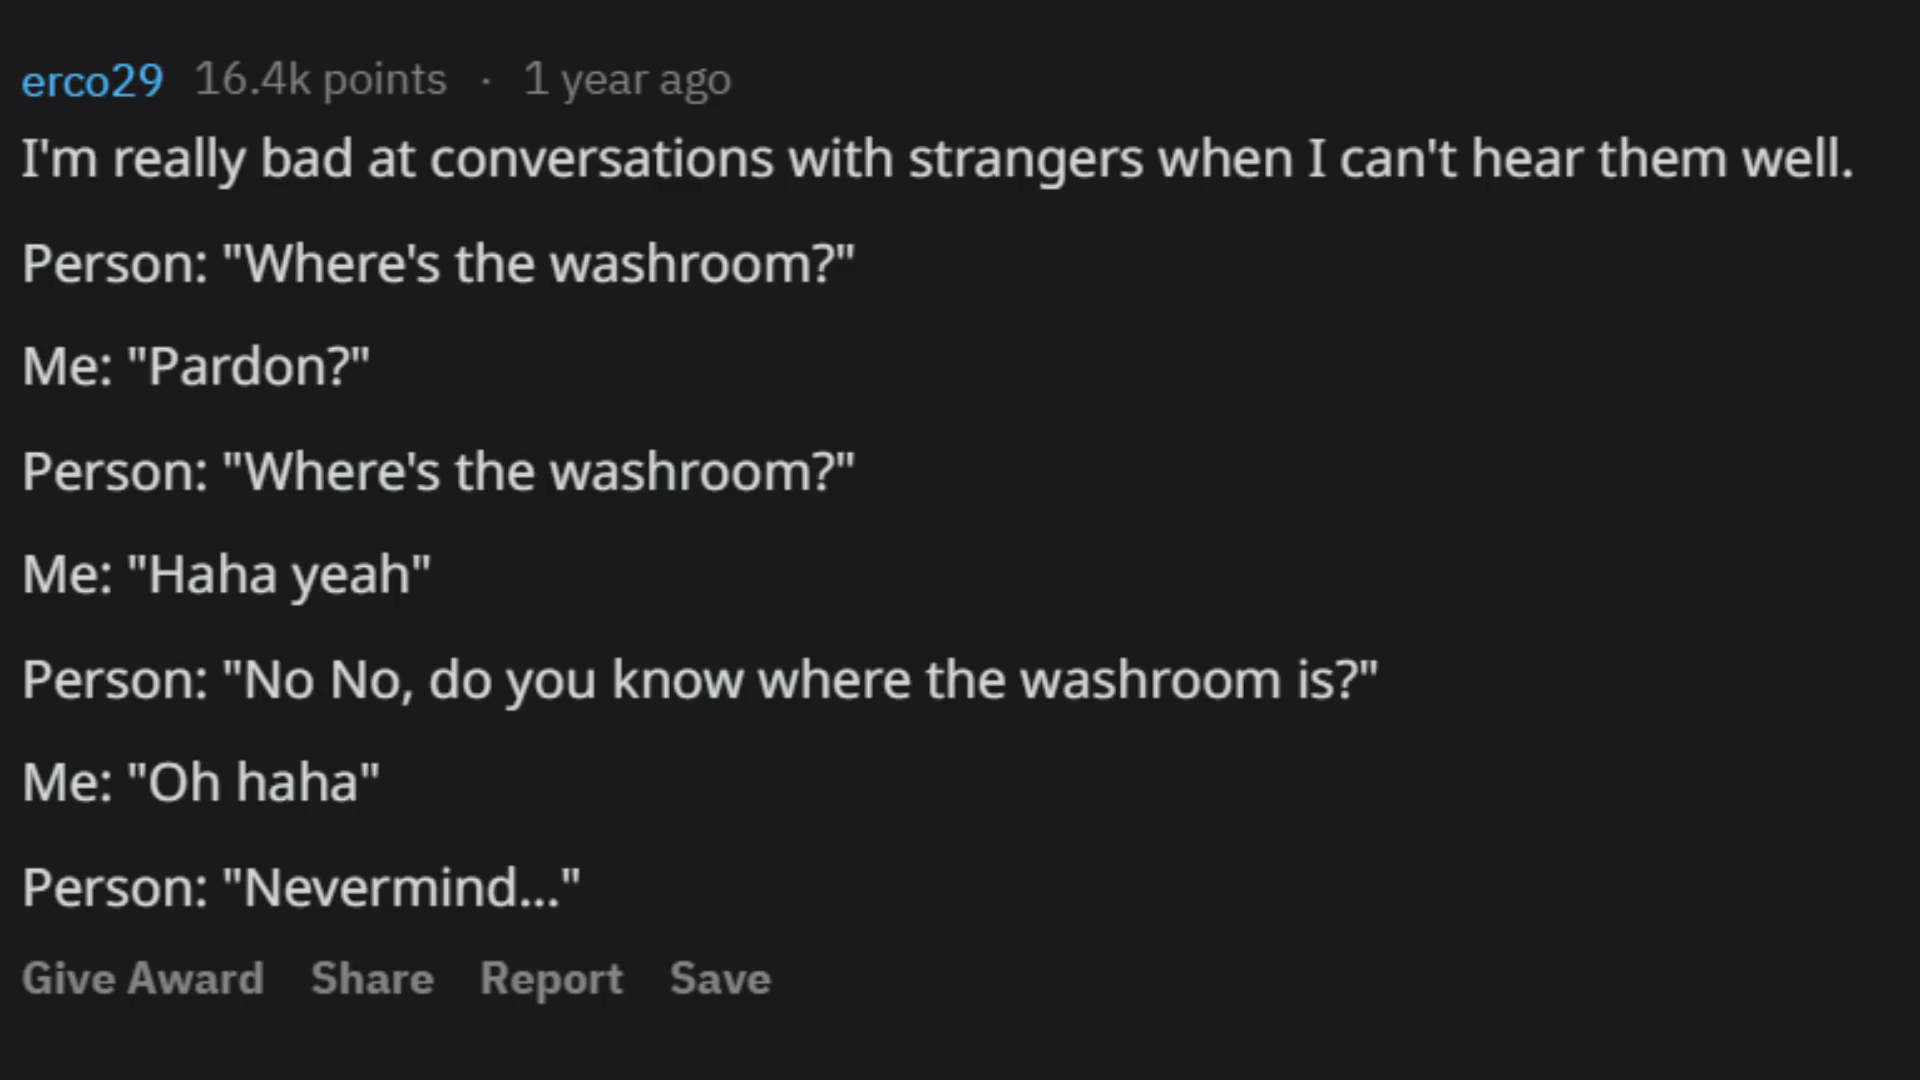 erco29 16.4k points · 1 year ago
I'm really bad at conversations with strangers when I can't hear them well.
Person: "Where's the washroom?"
Me: "Pardon?"
Person: "Where's the washroom?"
Me: "Haha yeah"
Person: "No No, do you know where the washroom is?"
Me: "Oh haha"
Person: "Nevermind..."
Give Award Share Report Save